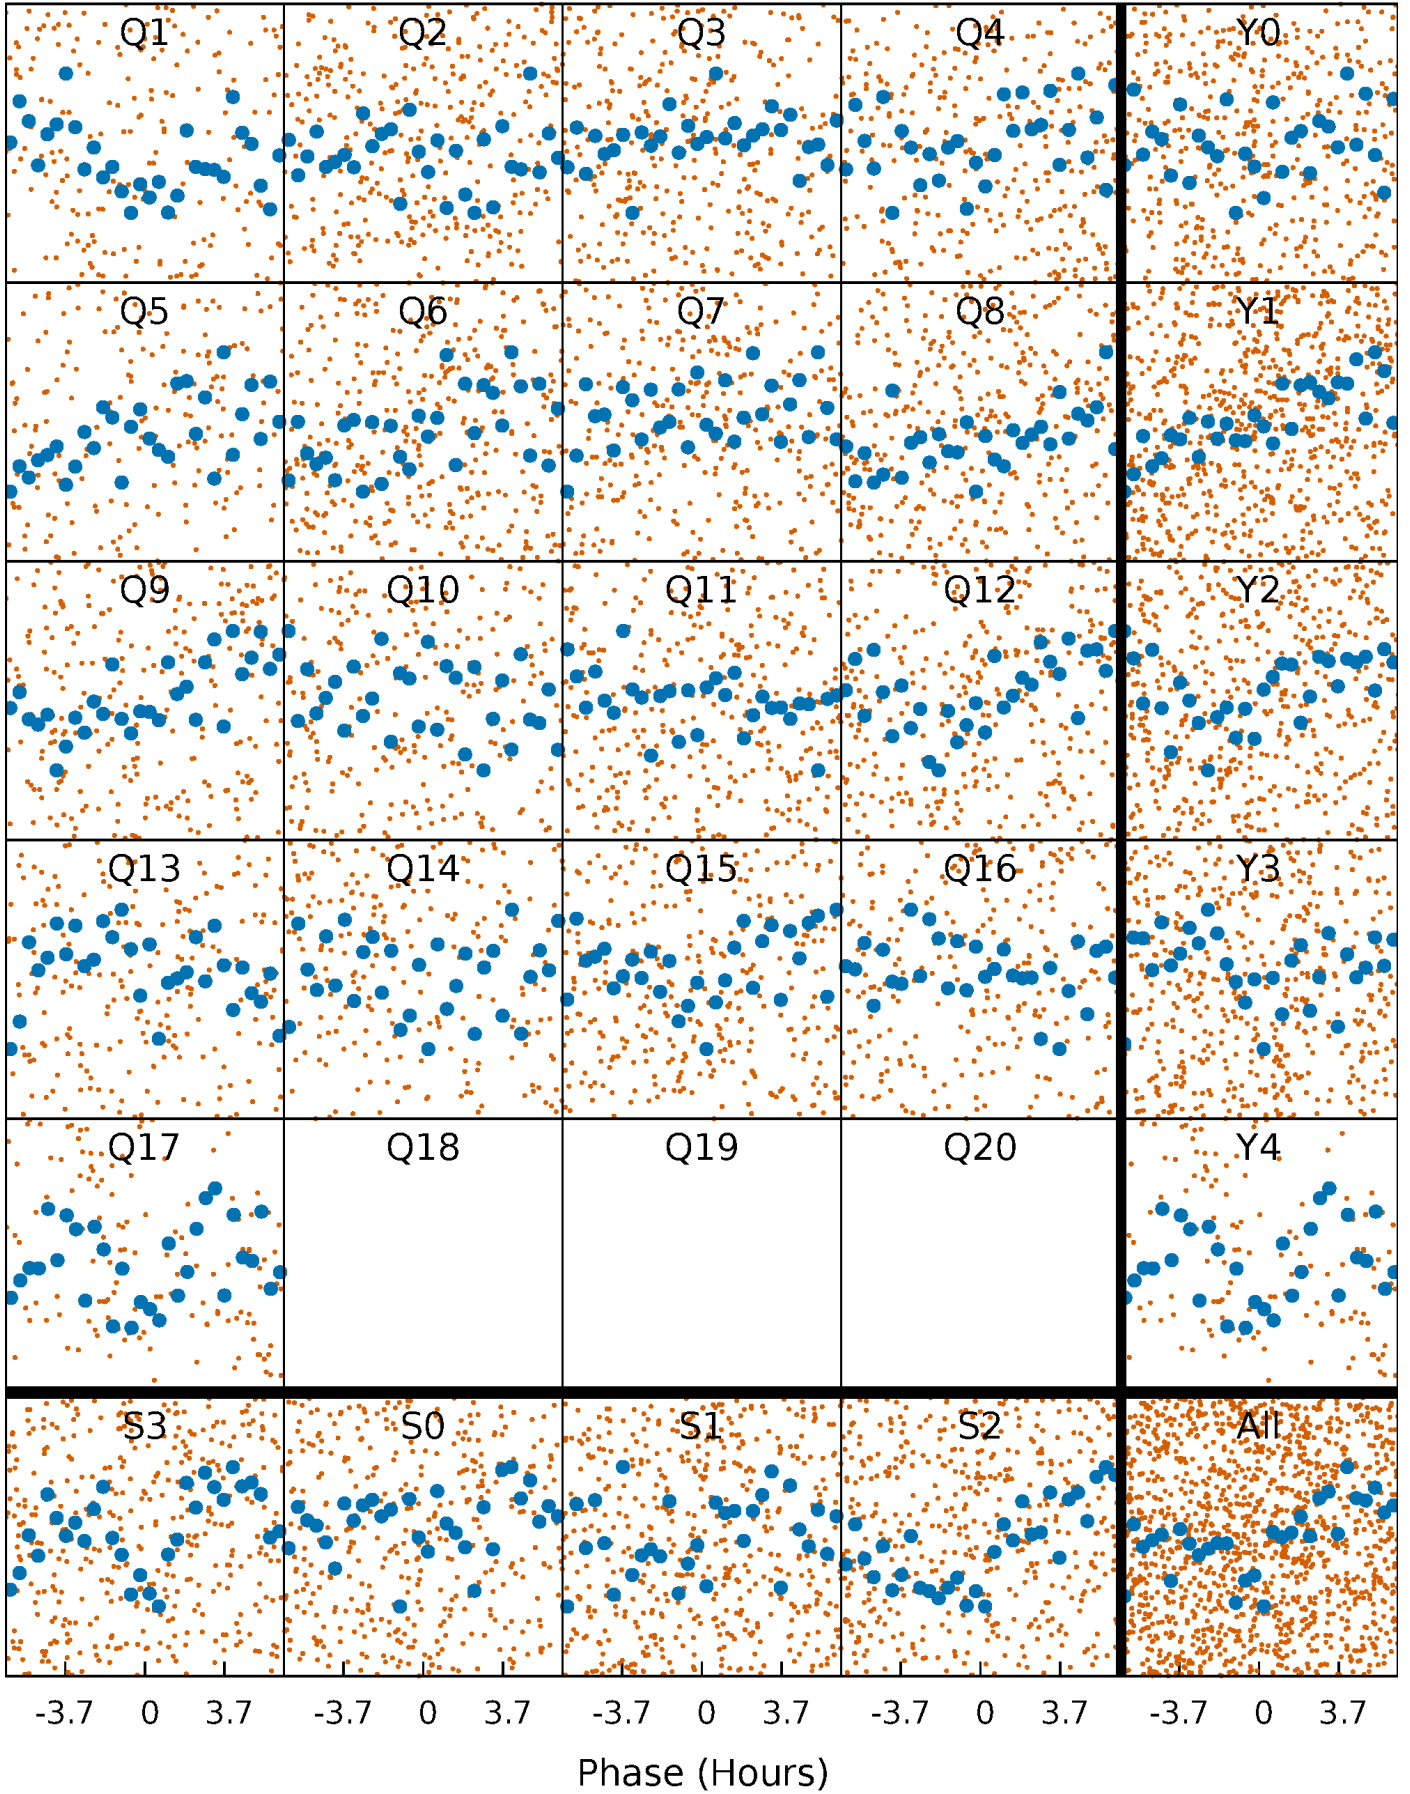 Q1 Q2 Q3 Q4 Y0
Q5 Q6 Q7 Q8 Y1
Q9 Q10 Q11 Q12 Y2
Q13 Q14 Q15 Q16 Y3
Q17 Q18 Q19 Q20 Y4
S3 S0 S1 S2 All
-3.7 0 3.7 -3.7 0 3.7 -3.7 0 3.7 -3.7 0 3.7 -3.7 0 3.7
Phase (Hours)